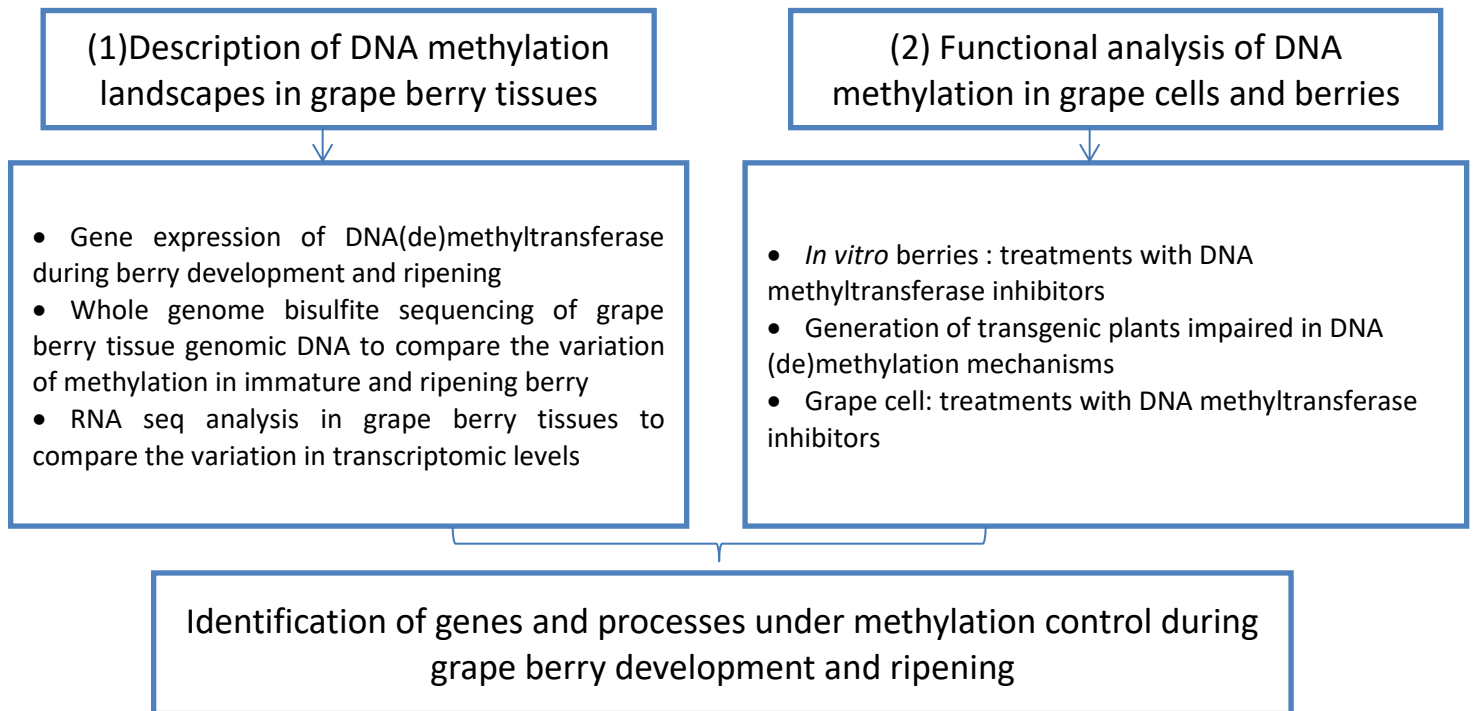 (1)Description of DNA methylation
landscapes in grape berry tissues
(2) Functional analysis of DNA
methylation in grape cells and berries
• Gene expression of DNA(de)methyltransferase
during berry development and ripening
• Whole genome bisulfite sequencing of grape
berry tissue genomic DNA to compare the variation
of methylation in immature and ripening berry
• RNA seq analysis in grape berry tissues to
compare the variation in transcriptomic levels
• In vitro berries : treatments with DNA
methyltransferase inhibitors
• Generation of transgenic plants impaired in DNA
(de)methylation mechanisms
• Grape cell: treatments with DNA methyltransferase
inhibitors
Identification of genes and processes under methylation control during
grape berry development and ripening